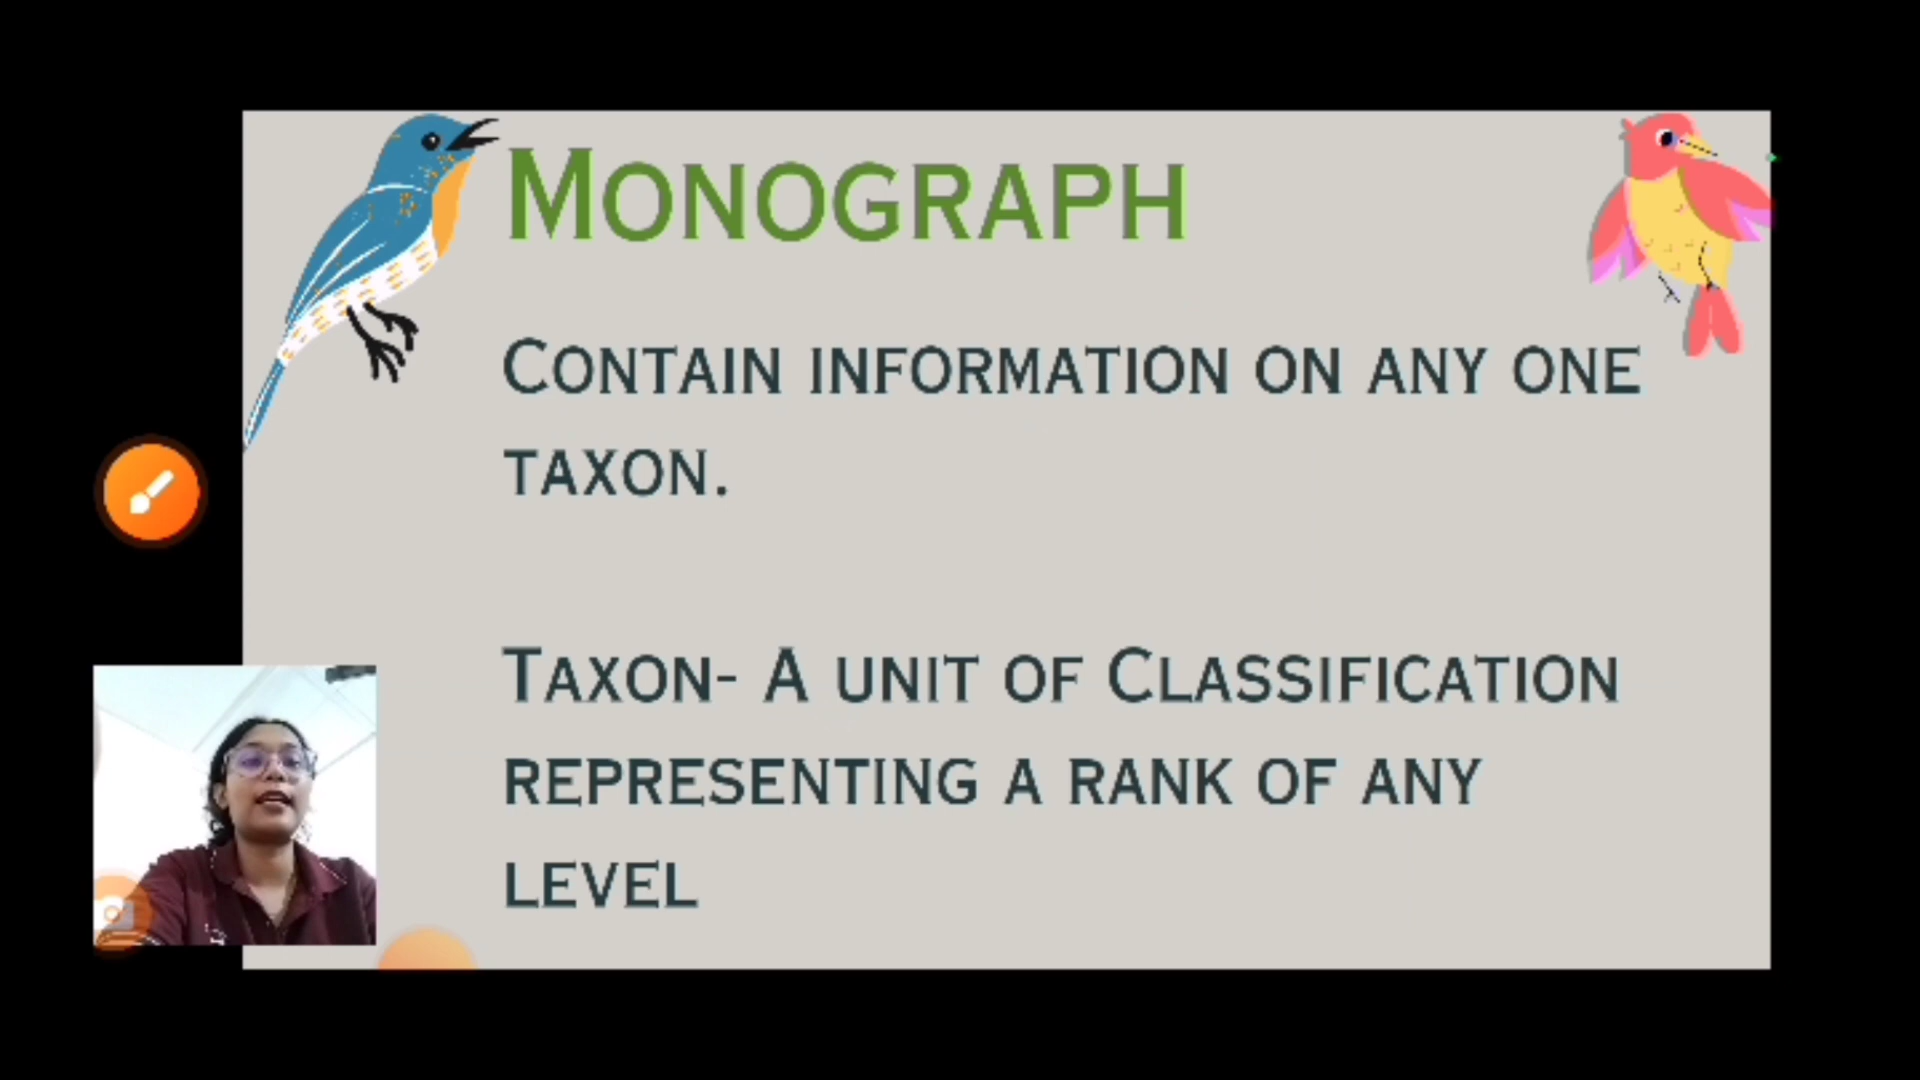 Monograph
Contain information on any one
taxon.
Taxon- A unit of Classification
representing a rank of any
level